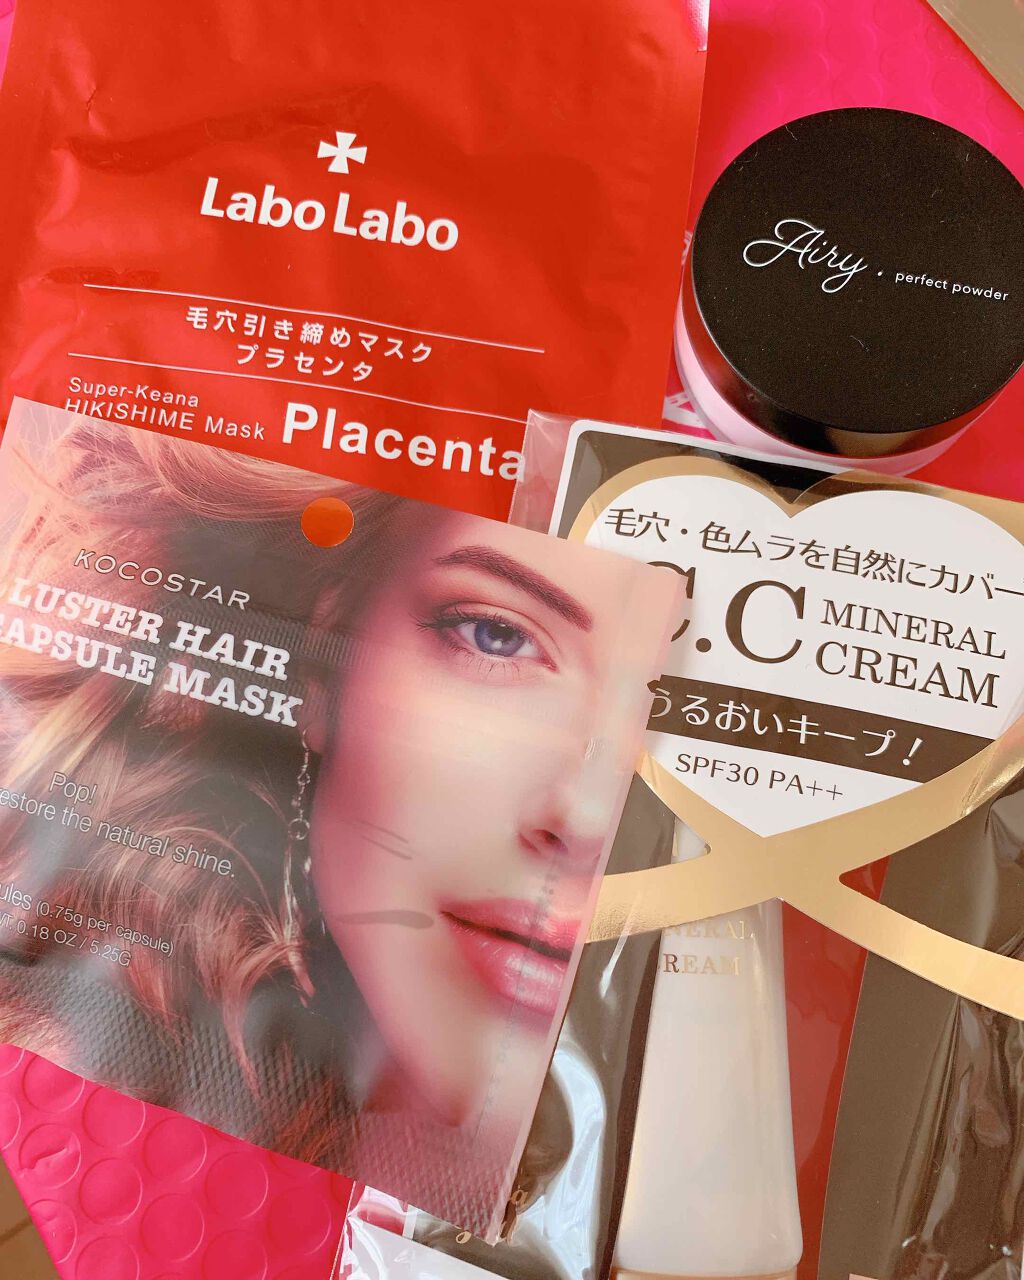 Labo Labo
毛穴引き締めマスク
プラセンタ
Super-Keana
HIKISHIME Mask Placenta
Airy.
perfect powder
KOCOSTAR
LUSTER HAIR
CAPSULE MASK
Pop!
restore the natural shine.
(0.75g per capsule)
0.18 OZ / 5.25G
毛穴・色ムラを自然にカバー
C.C MINERAL
CREAM
うるおいキープ!
SPF30 PA++
MINERAL
CREAM